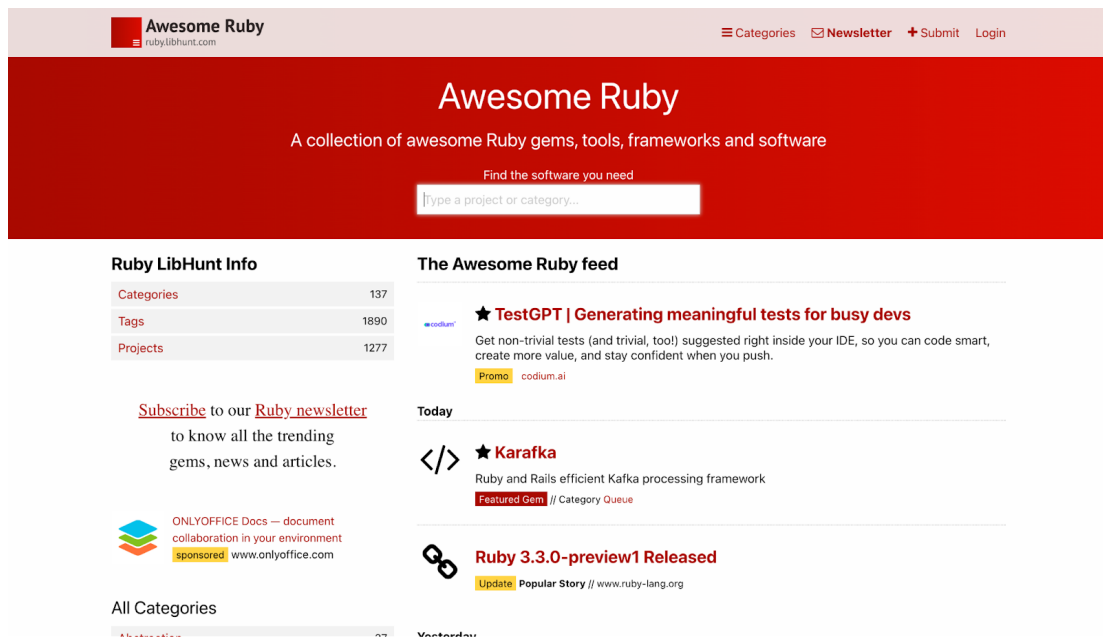 Awesome Ruby
ruby.libhunt.com
Categories Newsletter Submit Login
Awesome Ruby
A collection of awesome Ruby gems, tools, frameworks and software
Find the software you need
Type a project or category...
Ruby LibHunt Info
Categories 137
Tags 1890
Projects 1277
Subscribe to our Ruby newsletter
to know all the trending
gems, news and articles.
ONLYOFFICE Docs — document
collaboration in your environment
sponsored www.onlyoffice.com
All Categories
Abstraction 27
The Awesome Ruby feed
codium
TestGPT | Generating meaningful tests for busy devs
Get non-trivial tests (and trivial, too!) suggested right inside your IDE, so you can code smart,
create more value, and stay confident when you push.
Promo codium.ai
Today
</> Karafka
Ruby and Rails efficient Kafka processing framework
Featured Gem // Category Queue
Ruby 3.3.0-preview1 Released
Update Popular Story // www.ruby-lang.org
Yesterday